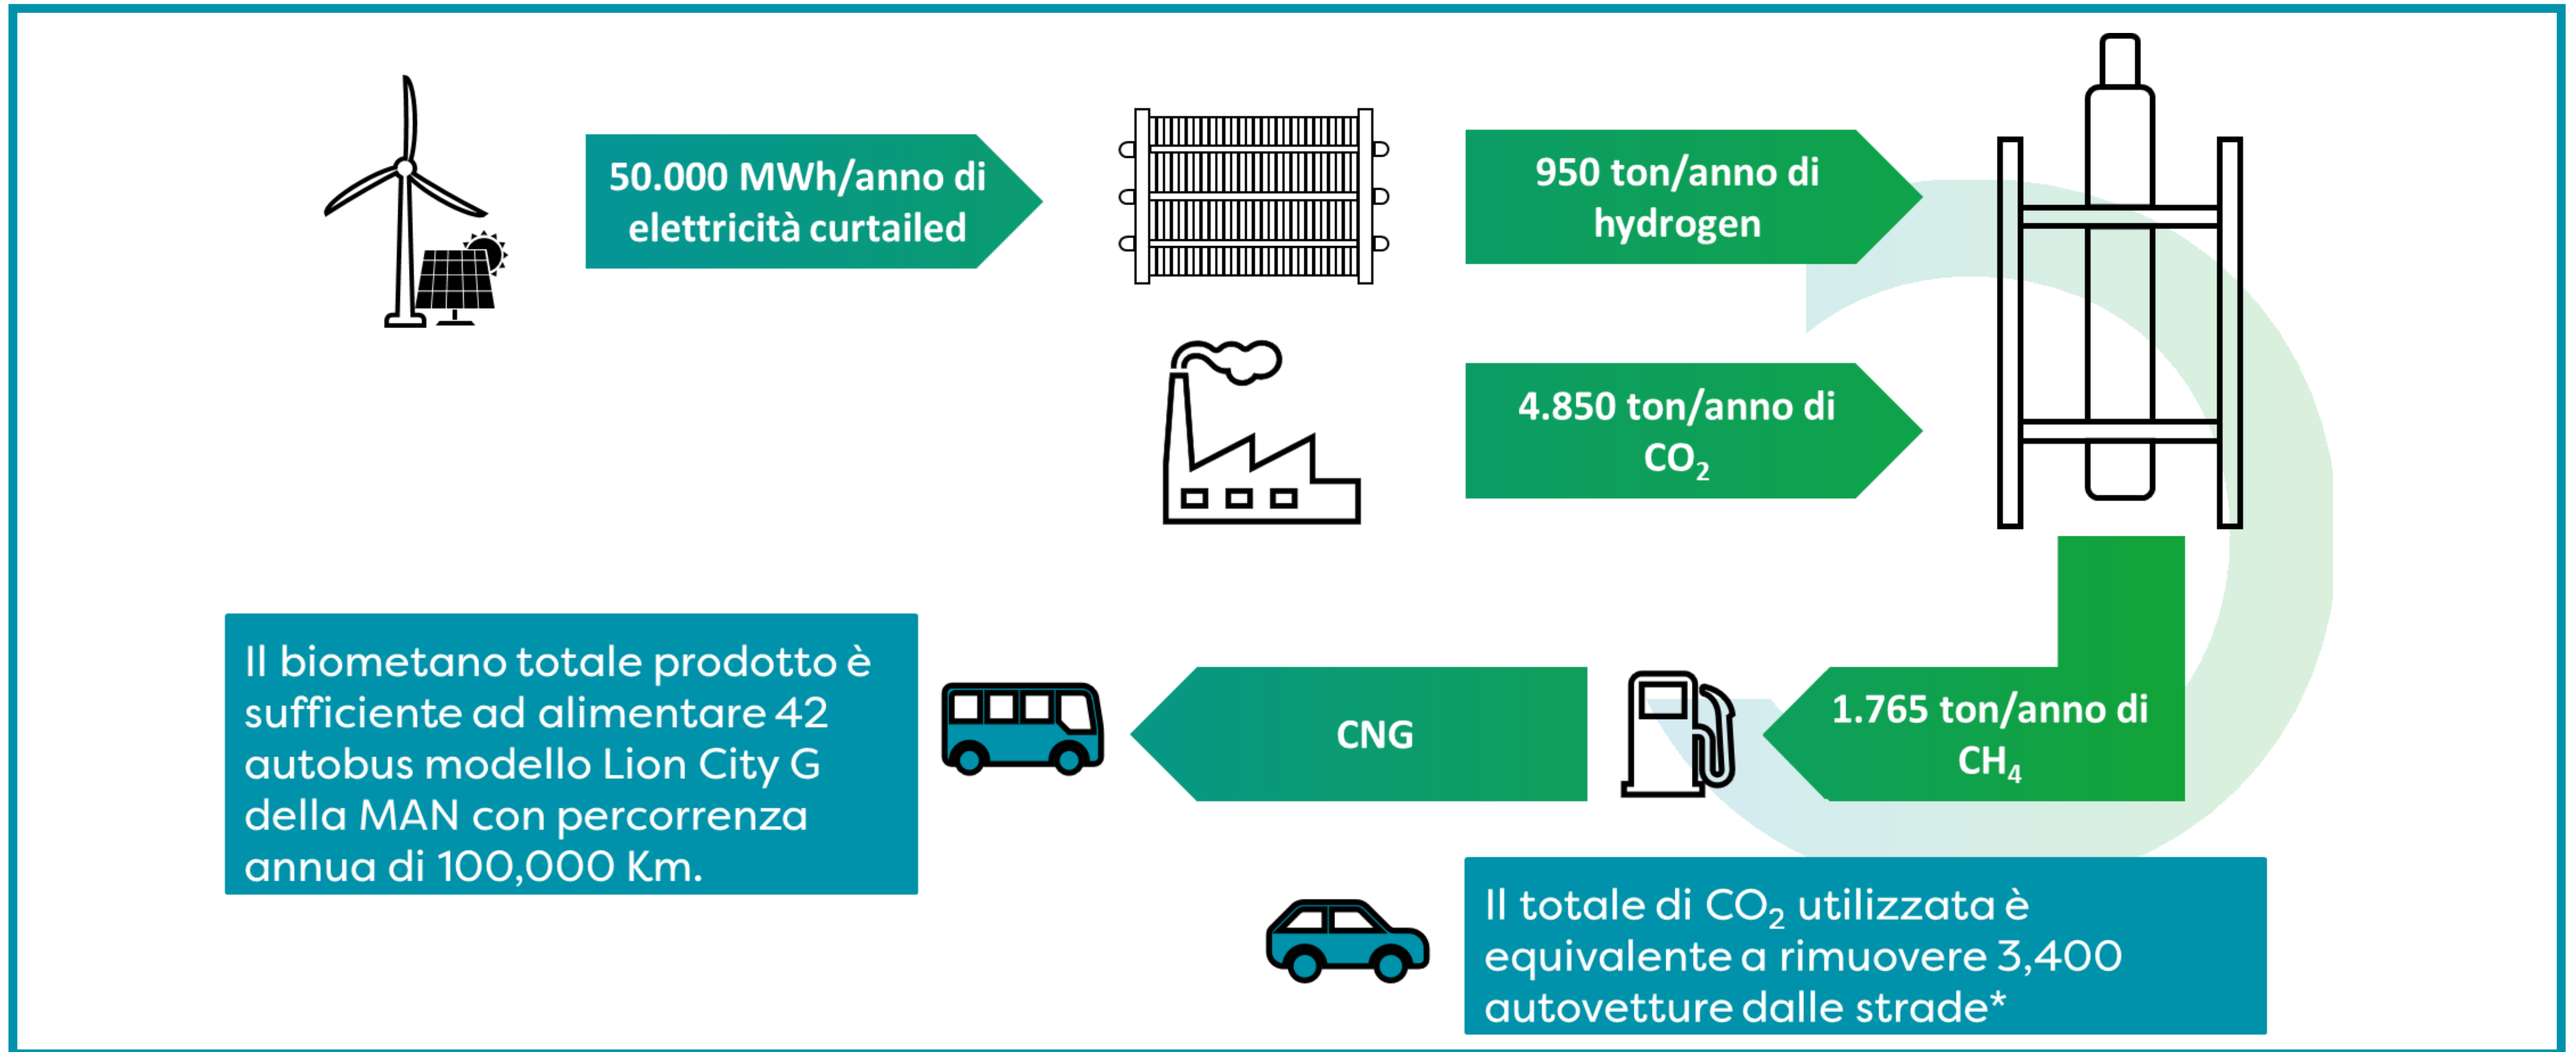 50.000 MWh/anno di
elettricità curtailed
950 ton/anno di
hydrogen
4.850 ton/anno di
CO₂
1.765 ton/anno di
CH₄
CNG
Il biometano totale prodotto è
sufficiente ad alimentare 42
autobus modello Lion City G
della MAN con percorrenza
annua di 100,000 Km.
Il totale di CO₂ utilizzata è
equivalente a rimuovere 3,400
autovetture dalle strade*